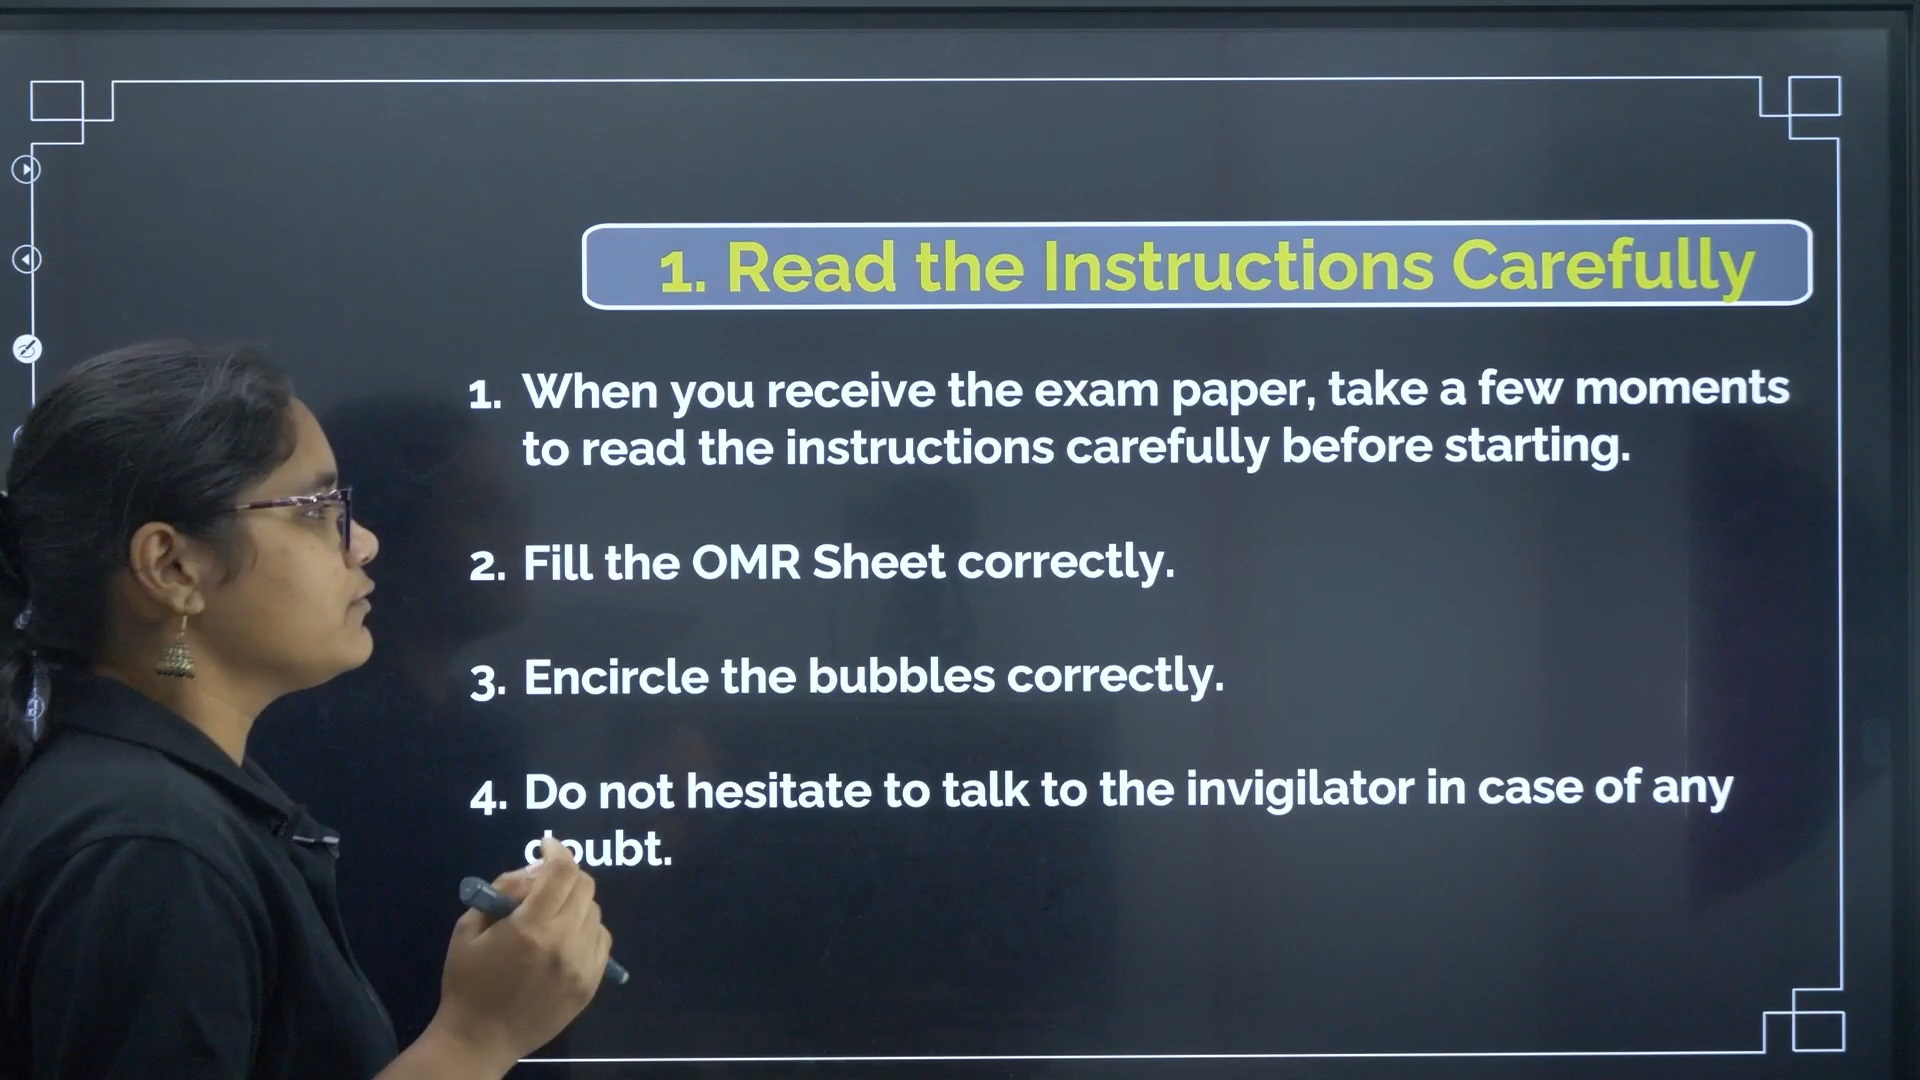 1. Read the Instructions Carefully
1. When you receive the exam paper, take a few moments
to read the instructions carefully before starting.
2. Fill the OMR Sheet correctly.
3. Encircle the bubbles correctly.
4. Do not hesitate to talk to the invigilator in case of any
doubt.